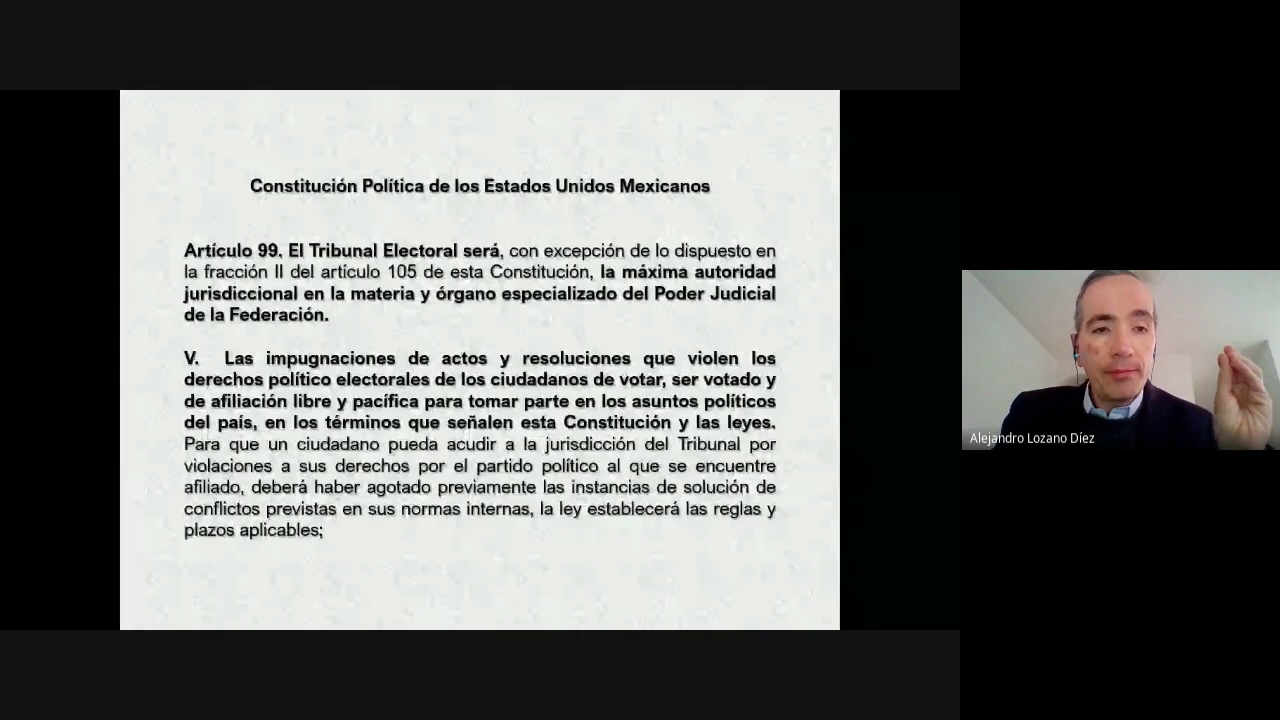 Constitución Política de los Estados Unidos Mexicanos
Artículo 99. El Tribunal Electoral será, con excepción de lo dispuesto en
la fracción II del artículo 105 de esta Constitución, la máxima autoridad
jurisdiccional en la materia y órgano especializado del Poder Judicial
de la Federación.
V. Las impugnaciones de actos y resoluciones que violen los
derechos político electorales de los ciudadanos de votar, ser votado y
de afiliación libre y pacífica para tomar parte en los asuntos políticos
del país, en los términos que señalen esta Constitución y las leyes.
Para que un ciudadano pueda acudir a la jurisdicción del Tribunal por
violaciones a sus derechos por el partido político al que se encuentre
afiliado, deberá haber agotado previamente las instancias de solución de
conflictos previstas en sus normas internas, la ley establecerá las reglas y
plazos aplicables;
Alejandro Lozano Díez